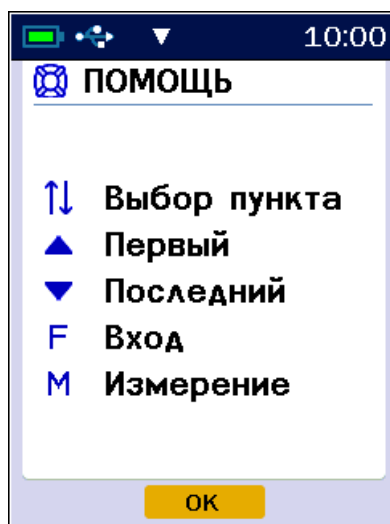 10:00
ПОМОЩЬ
↑↓ Выбор пункта
▲ Первый
▼ Последний
F Вход
M Измерение
OK